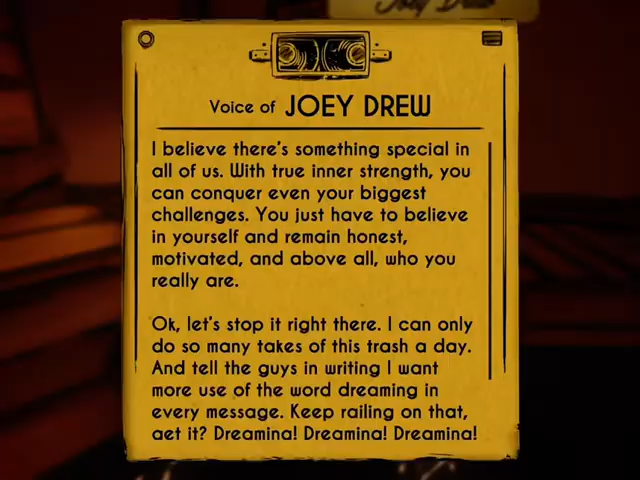 Voice of JOEY DREW
I believe there's something special in
all of us. With true inner strength, you
can conquer even your biggest
challenges. You just have to believe
in yourself and remain honest,
motivated, and above all, who you
really are.
Ok, let's stop it right there. I can only
do so many takes of this trash a day.
And tell the guys in writing I want
more use of the word dreaming in
every message. Keep railing on that,
get it? Dreaming! Dreaming! Dreaming!